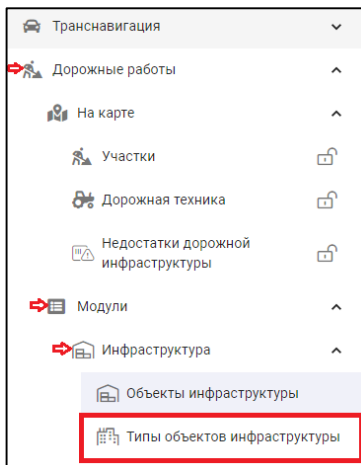 Транснавигация
Дорожные работы
На карте
Участки
Дорожная техника
Недостатки дорожной
инфраструктуры
Модули
Инфраструктура
Объекты инфраструктуры
Типы объектов инфраструктуры